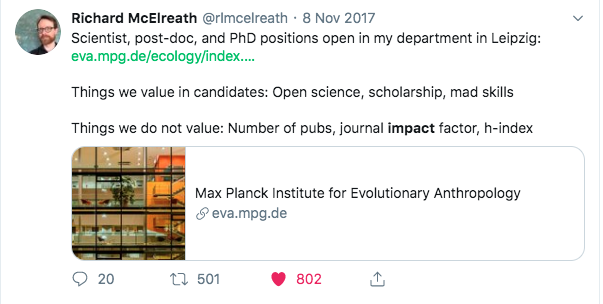 Richard McElreath @rlmcelreath · 8 Nov 2017
Scientist, post-doc, and PhD positions open in my department in Leipzig:
eva.mpg.de/ecology/index....
Things we value in candidates: Open science, scholarship, mad skills
Things we do not value: Number of pubs, journal impact factor, h-index
Max Planck Institute for Evolutionary Anthropology
eva.mpg.de
20 501 802